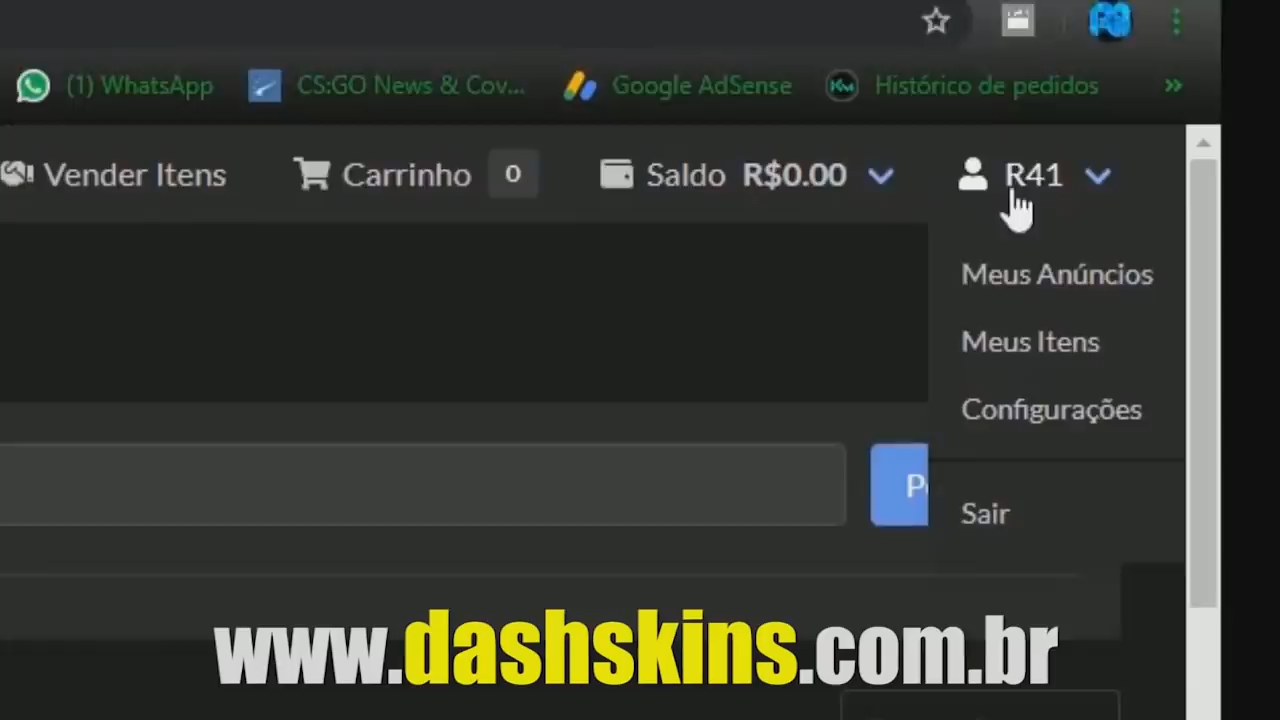 (1) WhatsApp CS:GO News & Cov... Google AdSense Histórico de pedidos »
Vender Itens Carrinho 0 Saldo R$0.00 R41
Meus Anúncios
Meus Itens
Configurações
Sair
www.dashskins.com.br